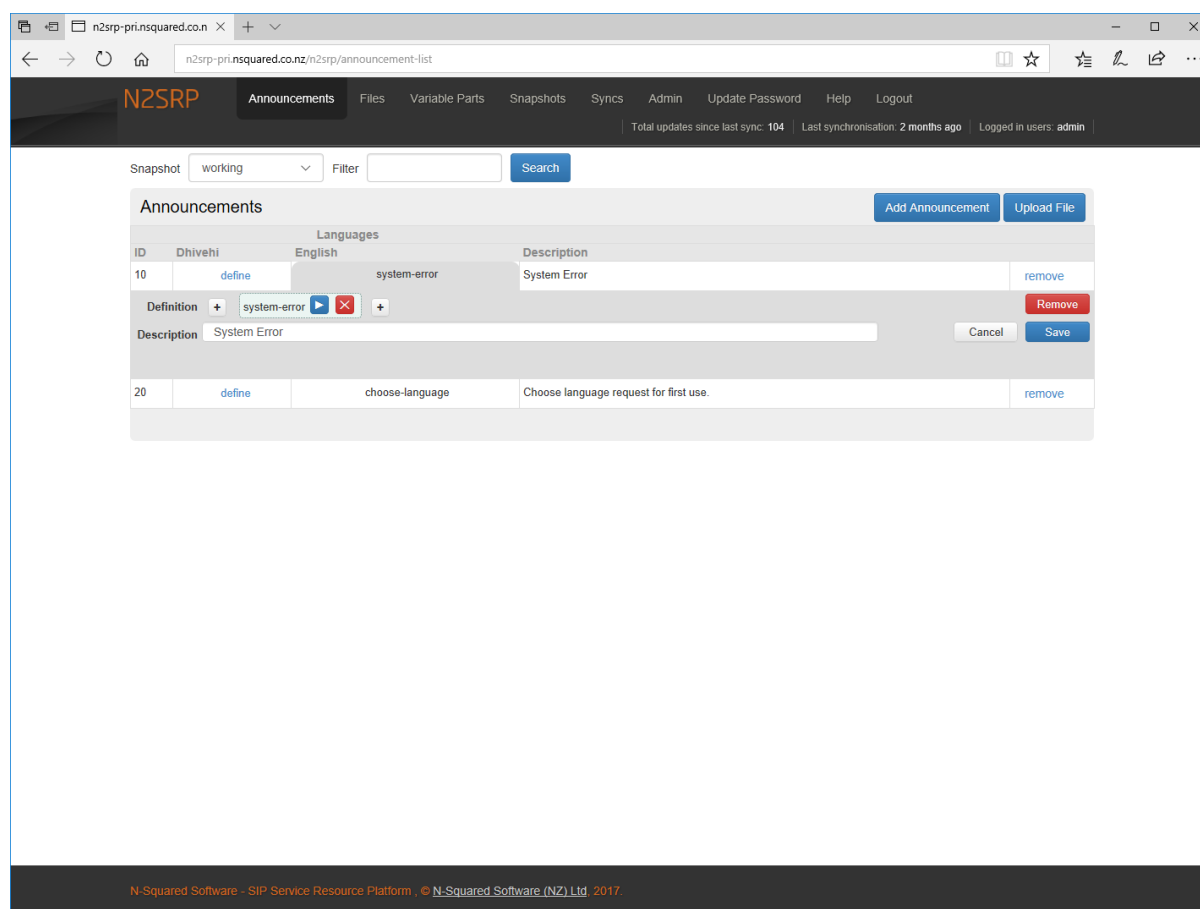 n2srp-pri.nsquared.co.n
n2srp-pri.nsquared.co.nz/n2srp/announcement-list
N2SRP Announcements Files Variable Parts Snapshots Syncs Admin Update Password Help Logout
Total updates since last sync: 104 Last synchronisation: 2 months ago Logged in users: admin
Snapshot working Filter Search
Announcements Add Announcement Upload File
Languages
ID Dhivehi English Description
10 define system-error System Error remove
Definition + system-error + Remove
Description System Error Cancel Save
20 define choose-language Choose language request for first use. remove
N-Squared Software - SIP Service Resource Platform , © N-Squared Software (NZ) Ltd, 2017.